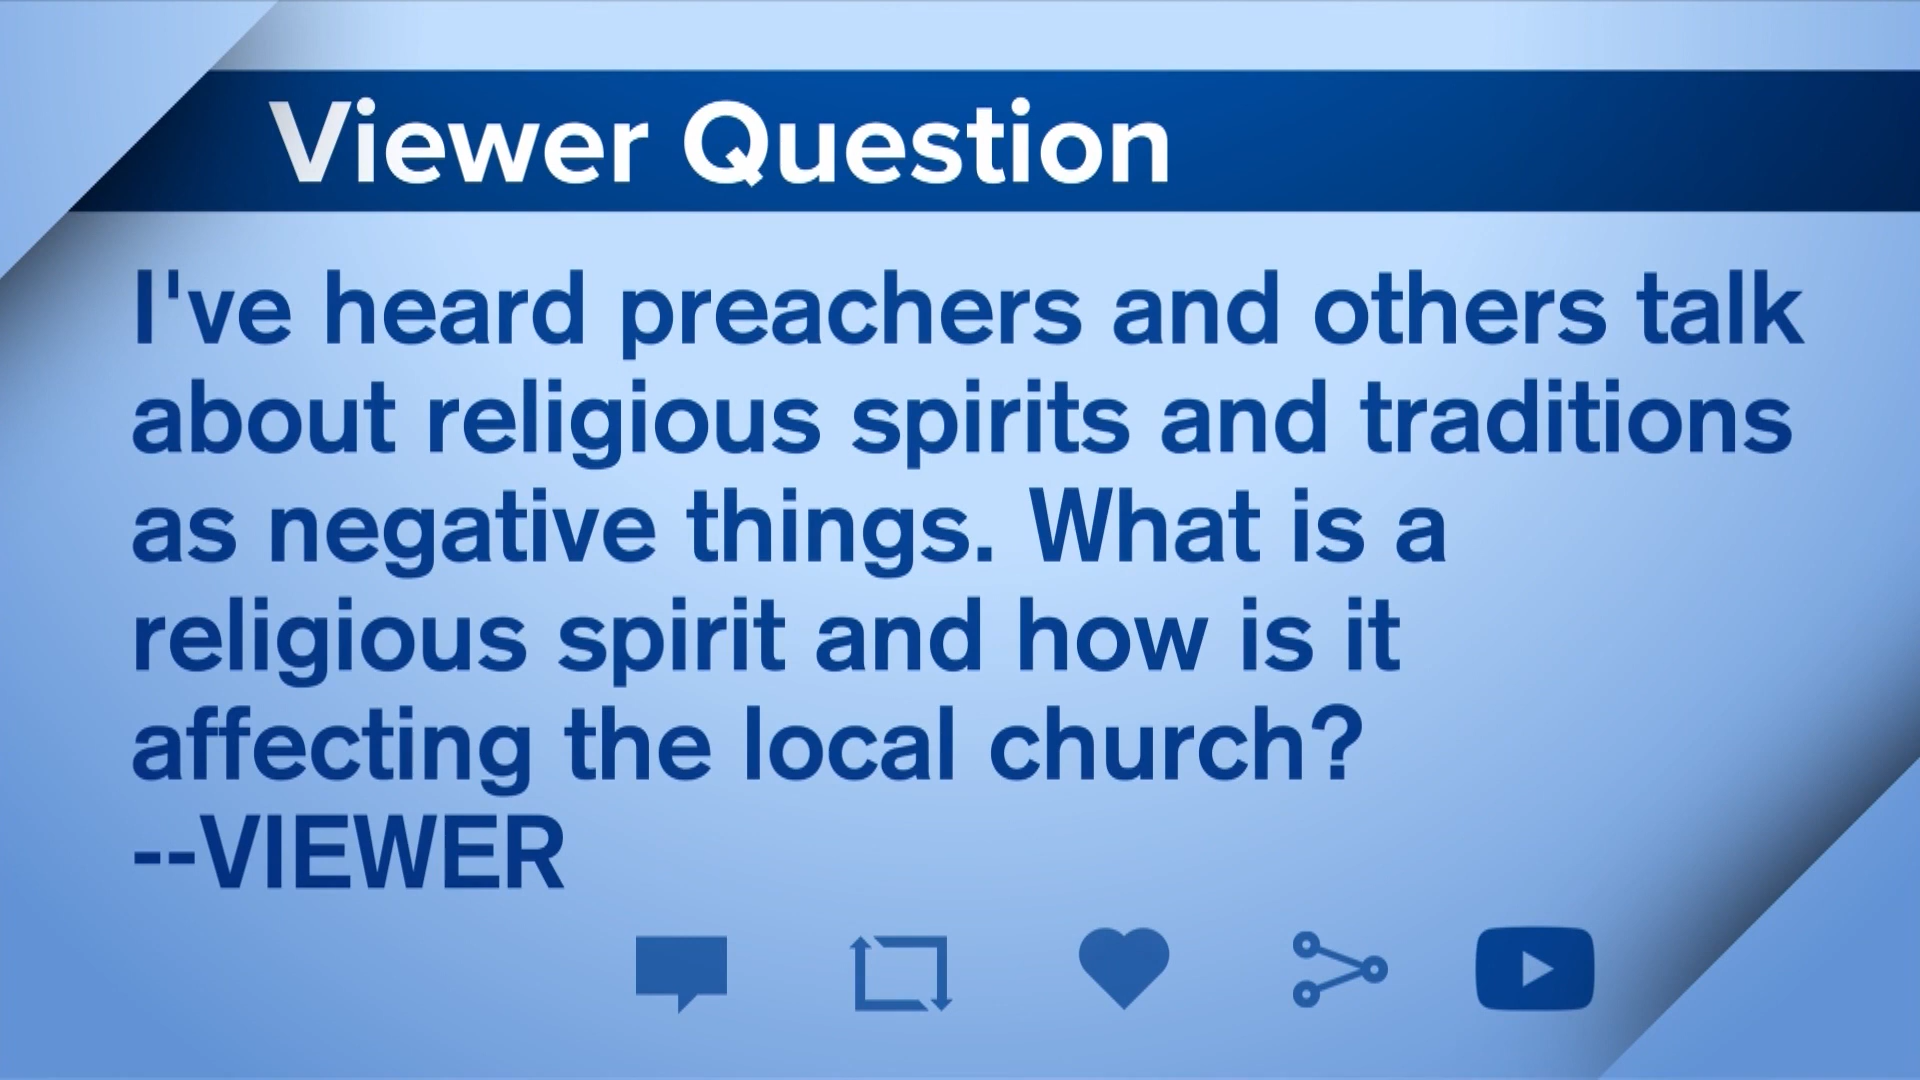 Viewer Question
I've heard preachers and others talk
about religious spirits and traditions
as negative things. What is a
religious spirit and how is it
affecting the local church?
--VIEWER